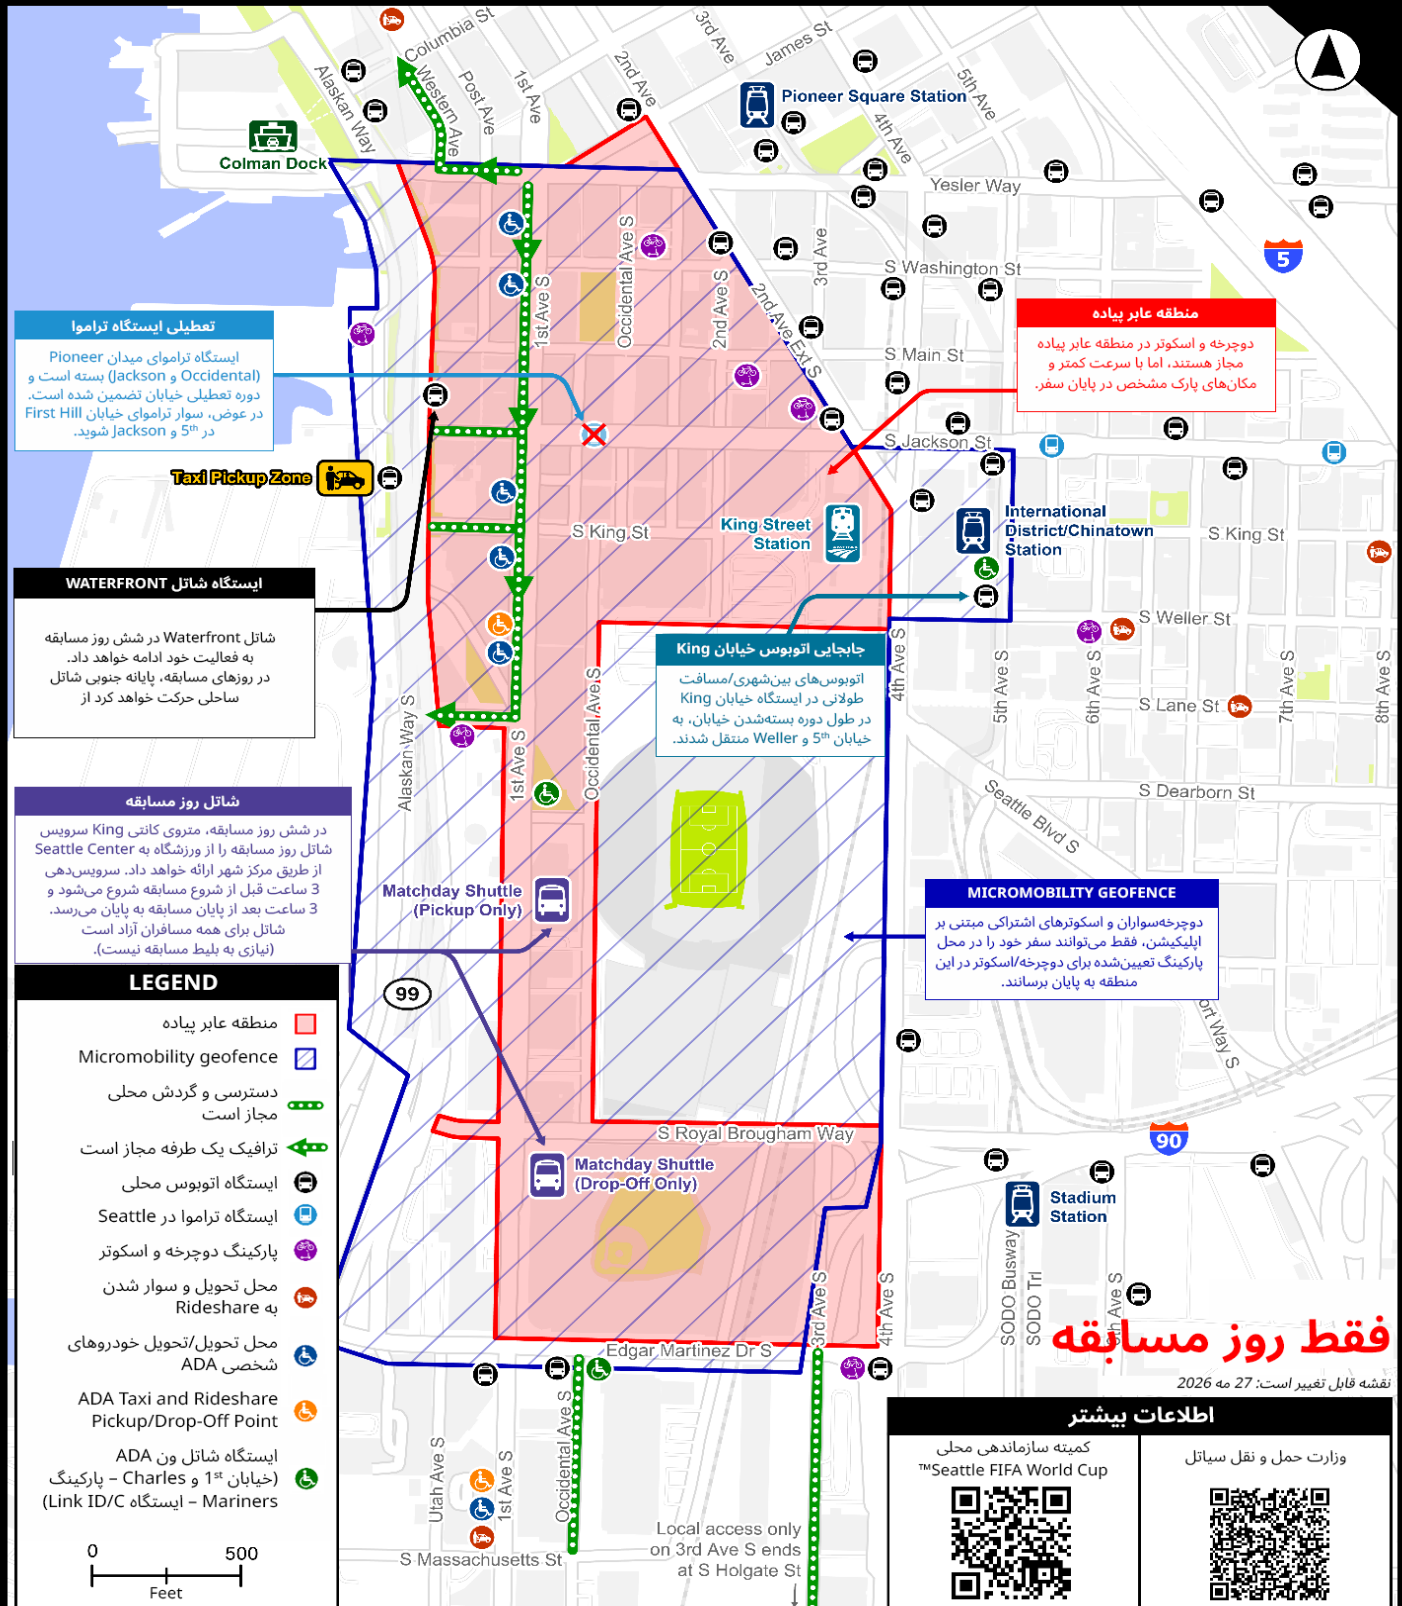 Columbia St
3rd Ave
James St
2nd Ave
Alaskan Way
Western Ave
Post Ave
1st Ave
5th Ave
4th Ave
Pioneer Square Station
Colman Dock
Yesler Way
S Washington St
5
3rd Ave
Occidental Ave S
2nd Ave S
1st Ave S
2nd Ave Ext S
S Main St
S Jackson St
تعطیلی ایستگاه تراموا
ایستگاه تراموای میدان Pioneer
(Occidental و Jackson) بسته است و
دوره تعطیلی خیابان تضمین شده است.
در عوض، سوار تراموای خیابان First Hill
در 5th و Jackson شوید.
منطقه عابر پیاده
دوچرخه و اسکوتر در منطقه عابر پیاده
مجاز هستند، اما با سرعت کمتر و
مکان‌های پارک مشخص در پایان سفر.
Taxi Pickup Zone
S King St
King Street
Station
International
District/Chinatown
Station
S King St
ایستگاه شاتل WATERFRONT
شاتل Waterfront در شش روز مسابقه
به فعالیت خود ادامه خواهد داد.
در روزهای مسابقه، پایانه جنوبی شاتل
ساحلی حرکت خواهد کرد از
S Weller St
جابجایی اتوبوس خیابان King
اتوبوس‌های بین‌شهری/مسافت
طولانی در ایستگاه خیابان King
در طول دوره بسته‌شدن خیابان، به
خیابان 5th و Weller منتقل شدند.
4th Ave S
5th Ave S
6th Ave S
7th Ave S
8th Ave S
S Lane St
Alaskan Way S
1st Ave S
Occidental Ave S
S Dearborn St
Seattle Blvd S
شاتل روز مسابقه
در شش روز مسابقه، متروی کانتی King سرویس
شاتل روز مسابقه را از ورزشگاه به Seattle Center
از طریق مرکز شهر ارائه خواهد داد. سرویس‌دهی
3 ساعت قبل از شروع مسابقه شروع می‌شود و
3 ساعت بعد از پایان مسابقه به پایان می‌رسد.
شاتل برای همه مسافران آزاد است
(نیازی به بلیط مسابقه نیست).
Matchday Shuttle
(Pickup Only)
MICROMOBILITY GEOFENCE
دوچرخه‌سواران و اسکوترهای اشتراکی مبتنی بر
اپلیکیشن، فقط می‌توانند سفر خود را در محل
پارکینگ تعیین‌شده برای دوچرخه/اسکوتر در این
منطقه به پایان برسانند.
99
ort Way S
S Royal Brougham Way
90
Matchday Shuttle
(Drop-Off Only)
Stadium
Station
LEGEND
منطقه عابر پیاده
Micromobility geofence
دسترسی و گردش محلی
مجاز است
ترافیک یک طرفه مجاز است
ایستگاه اتوبوس محلی
ایستگاه تراموا در Seattle
پارکینگ دوچرخه و اسکوتر
محل تحویل و سوار شدن
به Rideshare
محل تحویل/تحویل خودروهای
شخصی ADA
ADA Taxi and Rideshare
Pickup/Drop-Off Point
ایستگاه شاتل ون ADA
(خیابان 1st و Charles – پارکینگ
Mariners – ایستگاه Link ID/C)
0 500
Feet
3rd Ave S
4th Ave S
SODO Busway
SODO Trl
6th Ave S
Edgar Martinez Dr S
Utah Ave S
1st Ave S
Occidental Ave S
S Massachusetts St
Local access only
on 3rd Ave S ends
at S Holgate St
فقط روز مسابقه
نقشه قابل تغییر است: 27 مه 2026
اطلاعات بیشتر
کمیته سازماندهی محلی
Seattle FIFA World Cup™
وزارت حمل و نقل سیاتل